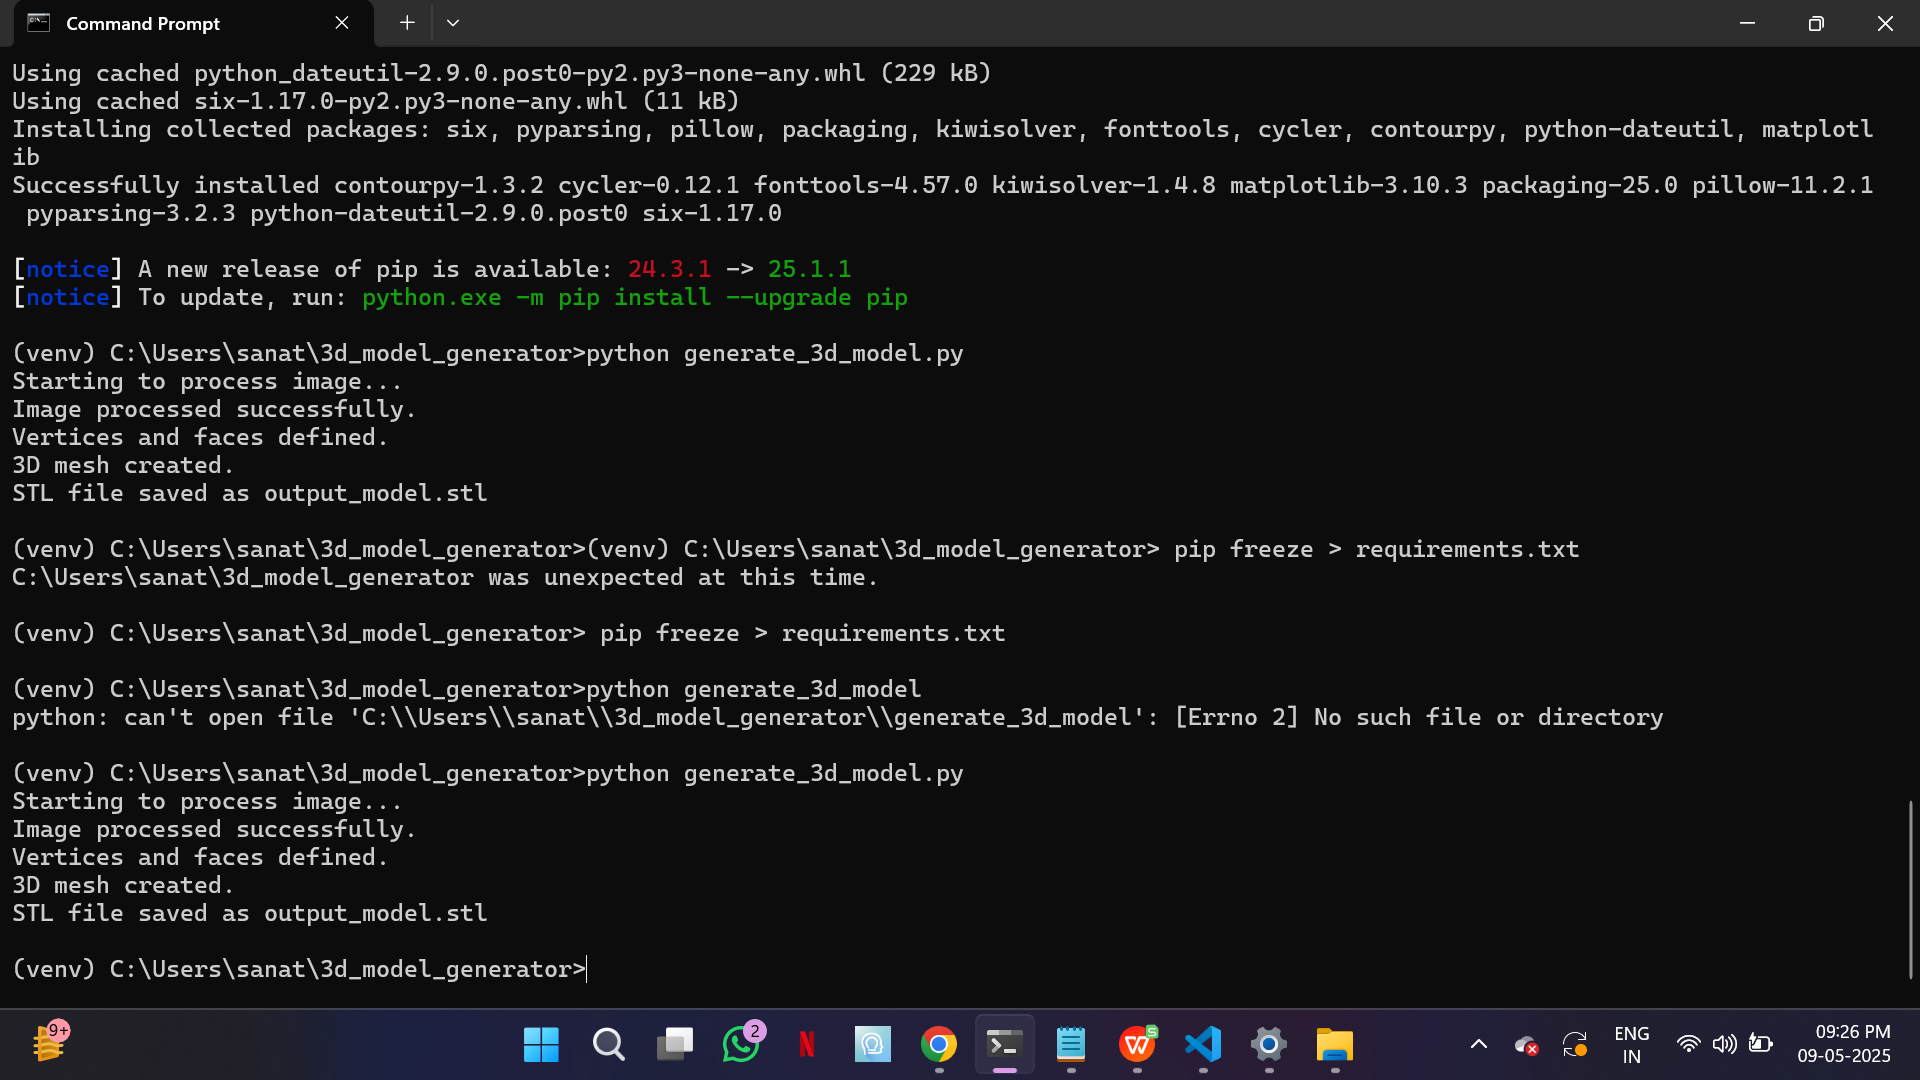 Command Prompt
Using cached python_dateutil-2.9.0.post0-py2.py3-none-any.whl (229 kB)
Using cached six-1.17.0-py2.py3-none-any.whl (11 kB)
Installing collected packages: six, pyparsing, pillow, packaging, kiwisolver, fonttools, cycler, contourpy, python-dateutil, matplotl
ib
Successfully installed contourpy-1.3.2 cycler-0.12.1 fonttools-4.57.0 kiwisolver-1.4.8 matplotlib-3.10.3 packaging-25.0 pillow-11.2.1
pyparsing-3.2.3 python-dateutil-2.9.0.post0 six-1.17.0
[notice] A new release of pip is available: 24.3.1 -> 25.1.1
[notice] To update, run: python.exe -m pip install --upgrade pip
(venv) C:\Users\sanat\3d_model_generator>python generate_3d_model.py
Starting to process image...
Image processed successfully.
Vertices and faces defined.
3D mesh created.
STL file saved as output_model.stl
(venv) C:\Users\sanat\3d_model_generator>(venv) C:\Users\sanat\3d_model_generator> pip freeze > requirements.txt
C:\Users\sanat\3d_model_generator was unexpected at this time.
(venv) C:\Users\sanat\3d_model_generator> pip freeze > requirements.txt
(venv) C:\Users\sanat\3d_model_generator>python generate_3d_model
python: can't open file 'C:\\Users\\sanat\\3d_model_generator\\generate_3d_model': [Errno 2] No such file or directory
(venv) C:\Users\sanat\3d_model_generator>python generate_3d_model.py
Starting to process image...
Image processed successfully.
Vertices and faces defined.
3D mesh created.
STL file saved as output_model.stl
(venv) C:\Users\sanat\3d_model_generator>
9+
2
N
W
S
ENG
IN
09:26 PM
09-05-2025